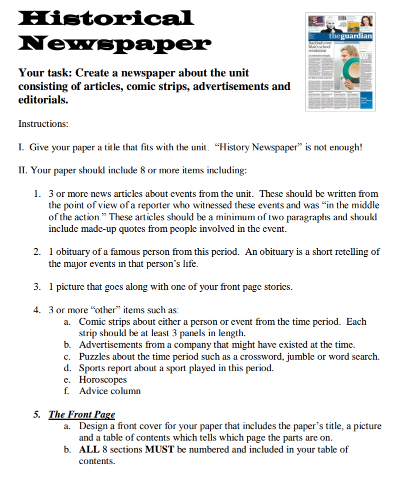 Historical
Newspaper
theguardian
Your task: Create a newspaper about the unit
consisting of articles, comic strips, advertisements and
editorials.
Instructions:
I. Give your paper a title that fits with the unit. “History Newspaper” is not enough!
II. Your paper should include 8 or more items including:
1. 3 or more news articles about events from the unit. These should be written from
the point of view of a reporter who witnessed these events and was “in the middle
of the action.” These articles should be a minimum of two paragraphs and should
include made-up quotes from people involved in the event.
2. 1 obituary of a famous person from this period. An obituary is a short retelling of
the major events in that person’s life.
3. 1 picture that goes along with one of your front page stories.
4. 3 or more “other” items such as:
a. Comic strips about either a person or event from the time period. Each
strip should be at least 3 panels in length.
b. Advertisements from a company that might have existed at the time.
c. Puzzles about the time period such as a crossword, jumble or word search.
d. Sports report about a sport played in this period.
e. Horoscopes
f. Advice column
5. The Front Page
a. Design a front cover for your paper that includes the paper’s title, a picture
and a table of contents which tells which page the parts are on.
b. ALL 8 sections MUST be numbered and included in your table of
contents.